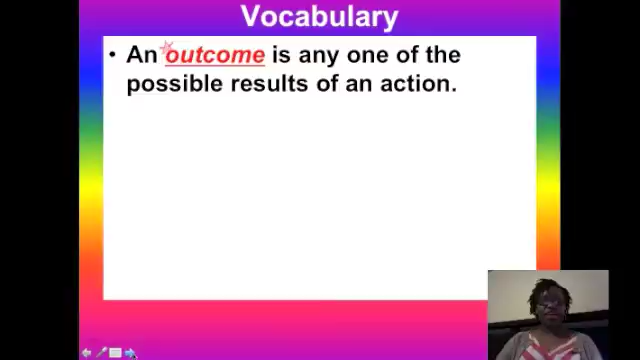 Vocabulary
• An outcome is any one of the
possible results of an action.